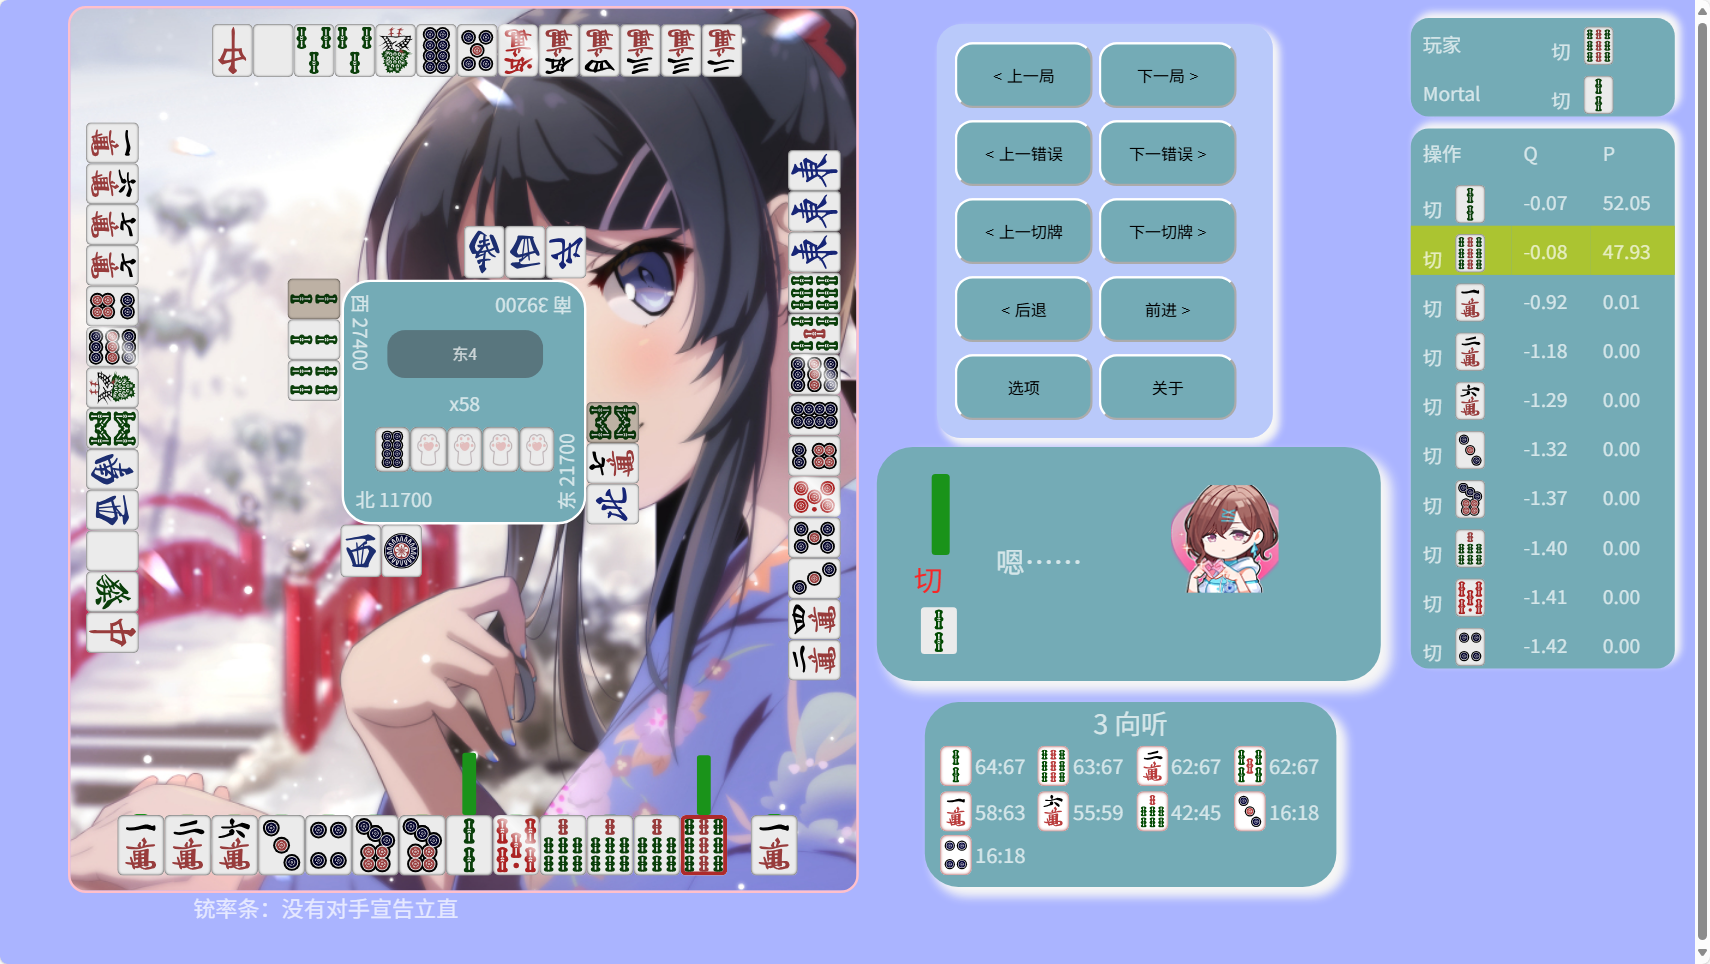 西 27400
南 39200
东4
x58
北 11700
东 21700
铳率条：没有对手宣告立直
< 上一局
下一局 >
< 上一错误
下一错误 >
< 上一切牌
下一切牌 >
< 后退
前进 >
选项
关于
切
嗯⋯⋯
3 向听
64:67 63:67 62:67 62:67
58:63 55:59 42:45 16:18
16:18
玩家 切
Mortal 切
操作 Q P
切 -0.07 52.05
切 -0.08 47.93
切 -0.92 0.01
切 -1.18 0.00
切 -1.29 0.00
切 -1.32 0.00
切 -1.37 0.00
切 -1.40 0.00
切 -1.41 0.00
切 -1.42 0.00